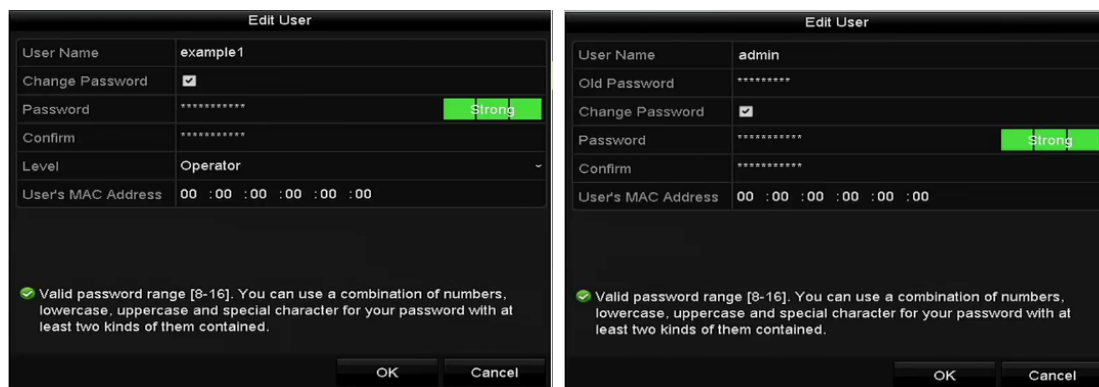 Edit User
User Name example1
Change Password
Password *********** Strong
Confirm ***********
Level Operator
User's MAC Address 00 :00 :00 :00 :00 :00
Valid password range [8-16]. You can use a combination of numbers,
lowercase, uppercase and special character for your password with at
least two kinds of them contained.
OK Cancel
Edit User
User Name admin
Old Password *********
Change Password
Password *********** Strong
Confirm ***********
User's MAC Address 00 :00 :00 :00 :00 :00
Valid password range [8-16]. You can use a combination of numbers,
lowercase, uppercase and special character for your password with at
least two kinds of them contained.
OK Cancel